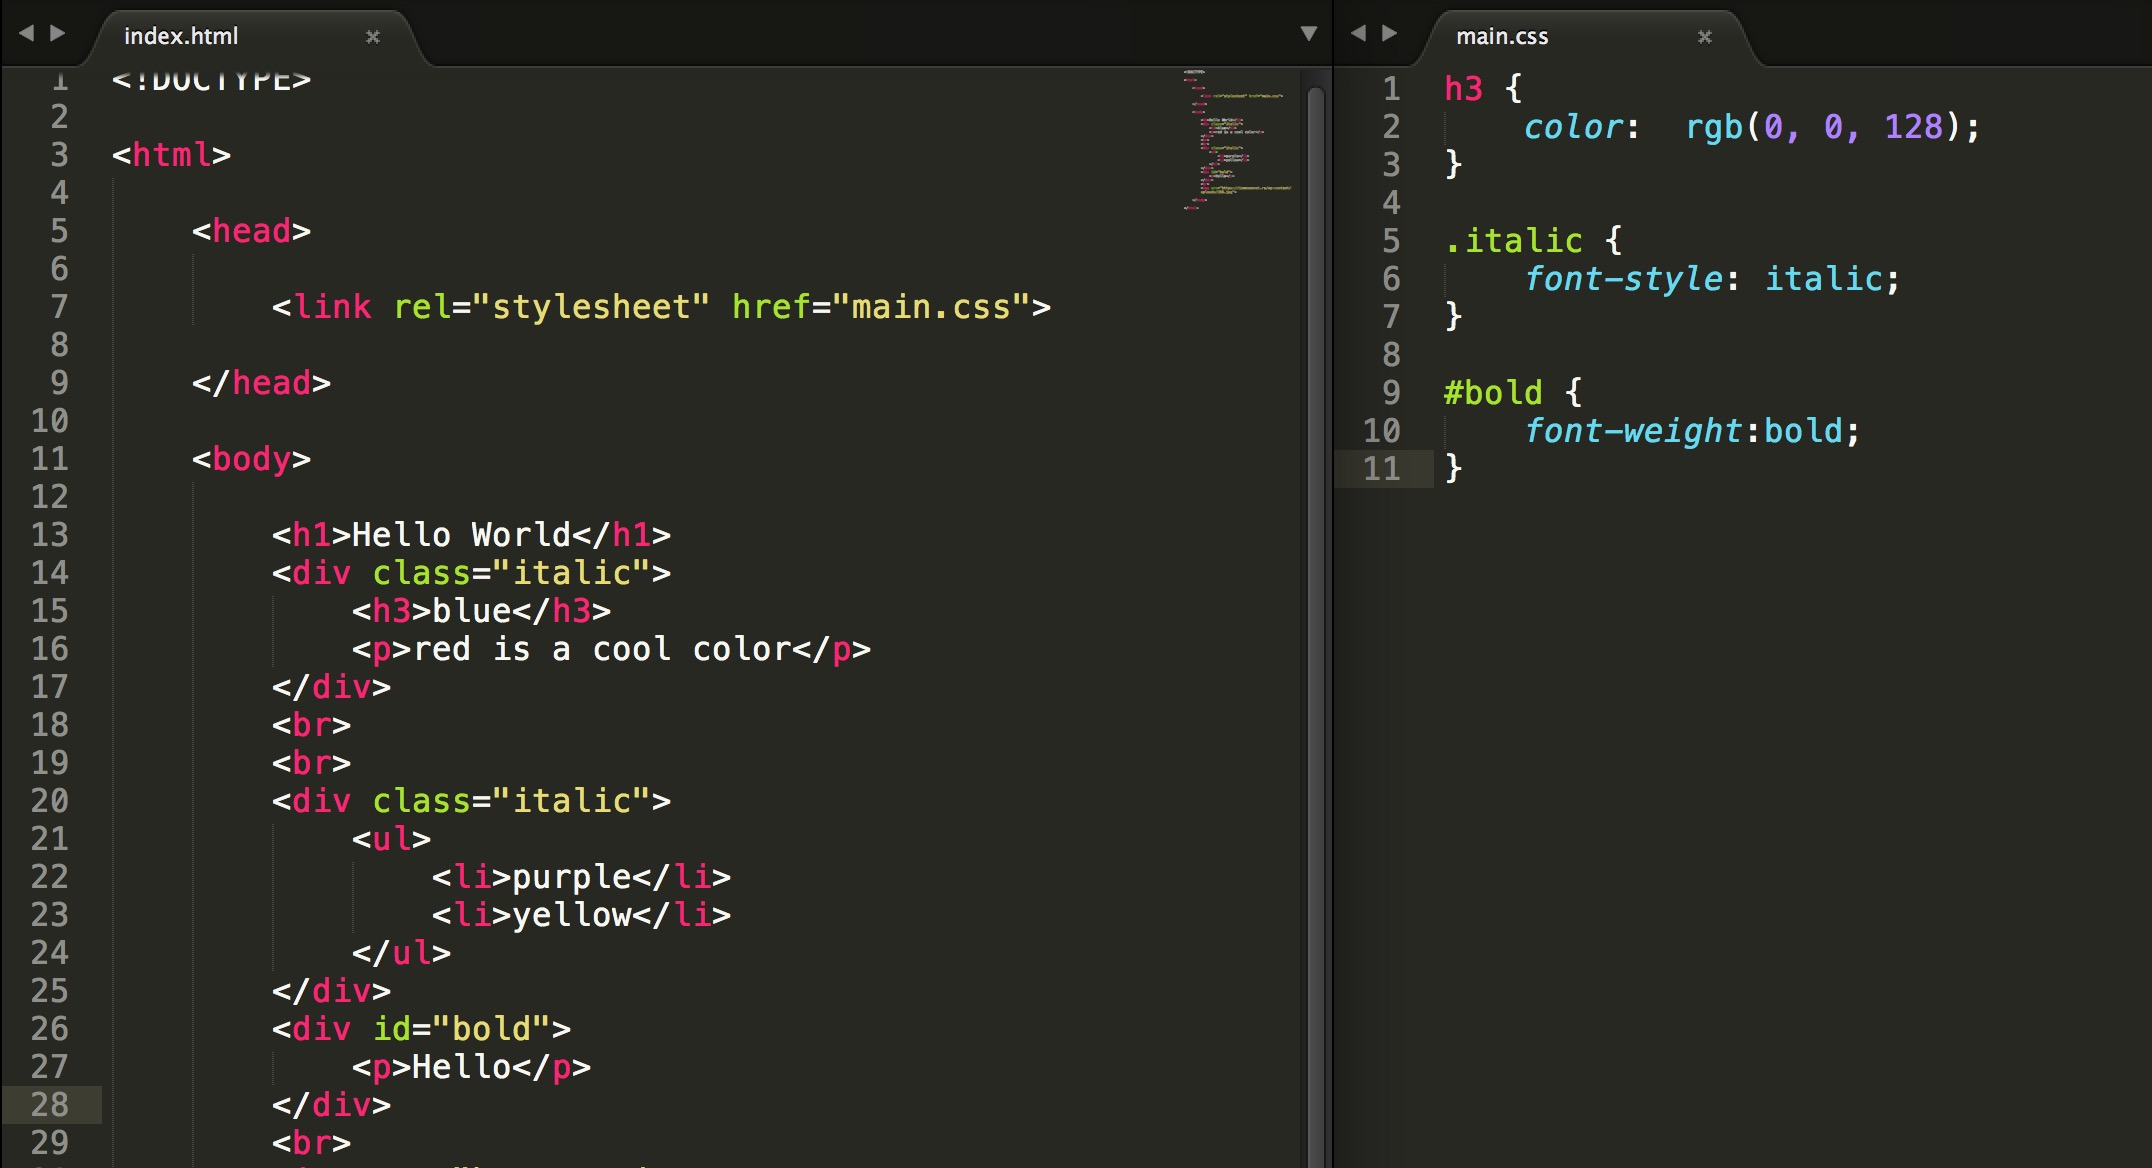 index.html
1 <!DOCTYPE>
2
3 <html>
4
5 <head>
6
7 <link rel="stylesheet" href="main.css">
8
9 </head>
10
11 <body>
12
13 <h1>Hello World</h1>
14 <div class="italic">
15 <h3>blue</h3>
16 <p>red is a cool color</p>
17 </div>
18 <br>
19 <br>
20 <div class="italic">
21 <ul>
22 <li>purple</li>
23 <li>yellow</li>
24 </ul>
25 </div>
26 <div id="bold">
27 <p>Hello</p>
28 </div>
29 <br>
main.css
1 h3 {
2 color: rgb(0, 0, 128);
3 }
4
5 .italic {
6 font-style: italic;
7 }
8
9 #bold {
10 font-weight:bold;
11 }